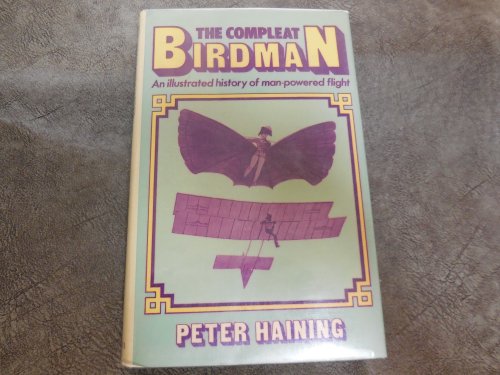 THE COMPLEAT
BIRDMAN
An illustrated history of man-powered flight
PETER HAINING